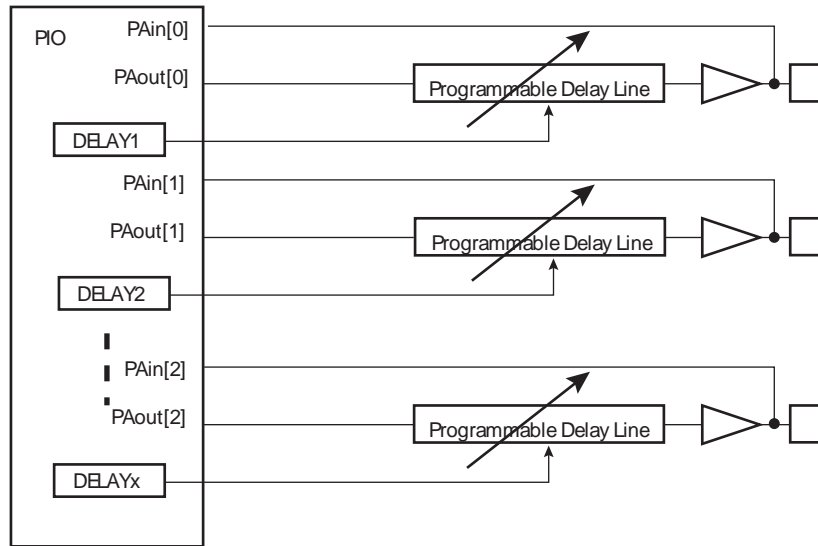 PIO
PAin[0]
PAout[0]
Programmable Delay Line
DELAY1
PAin[1]
PAout[1]
Programmable Delay Line
DELAY2
PAin[2]
PAout[2]
Programmable Delay Line
DELAYx